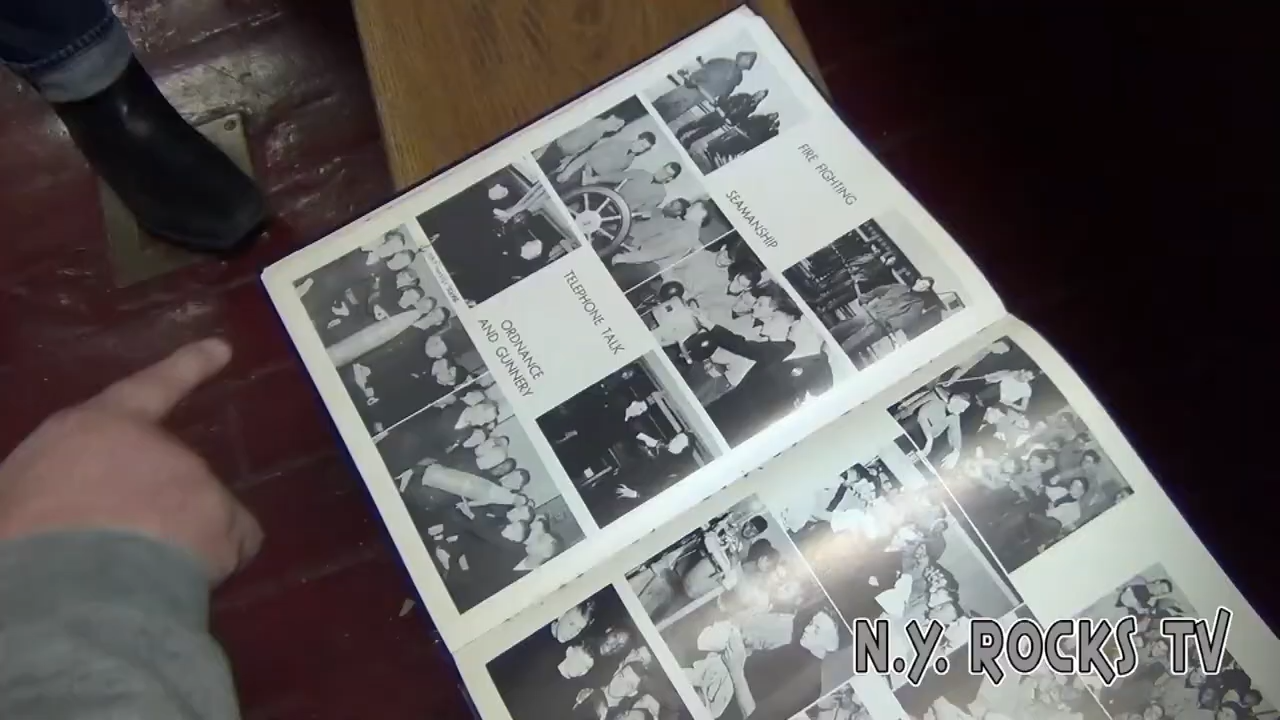 FIRE FIGHTING
SEAMANSHIP
TELEPHONE TALK
ORDNANCE
AND GUNNERY
N.Y. ROCKS TV